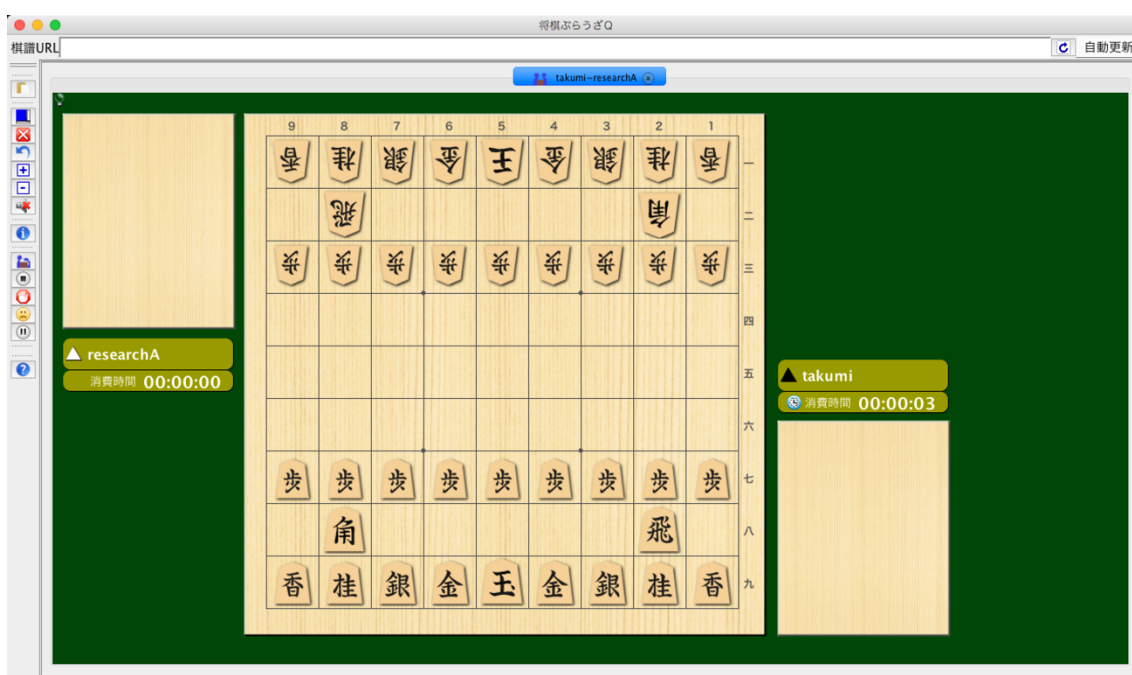 将棋ぶらうざQ
棋譜URL
自動更新
takumi-researchA
9 8 7 6 5 4 3 2 1
香 桂 銀 金 王 金 銀 桂 香 一
飛 角 二
歩 歩 歩 歩 歩 歩 歩 歩 歩 三
四
五
六
歩 歩 歩 歩 歩 歩 歩 歩 歩 七
角 飛 八
香 桂 銀 金 玉 金 銀 桂 香 九
△ researchA
消費時間 00:00:00
▲ takumi
消費時間 00:00:03